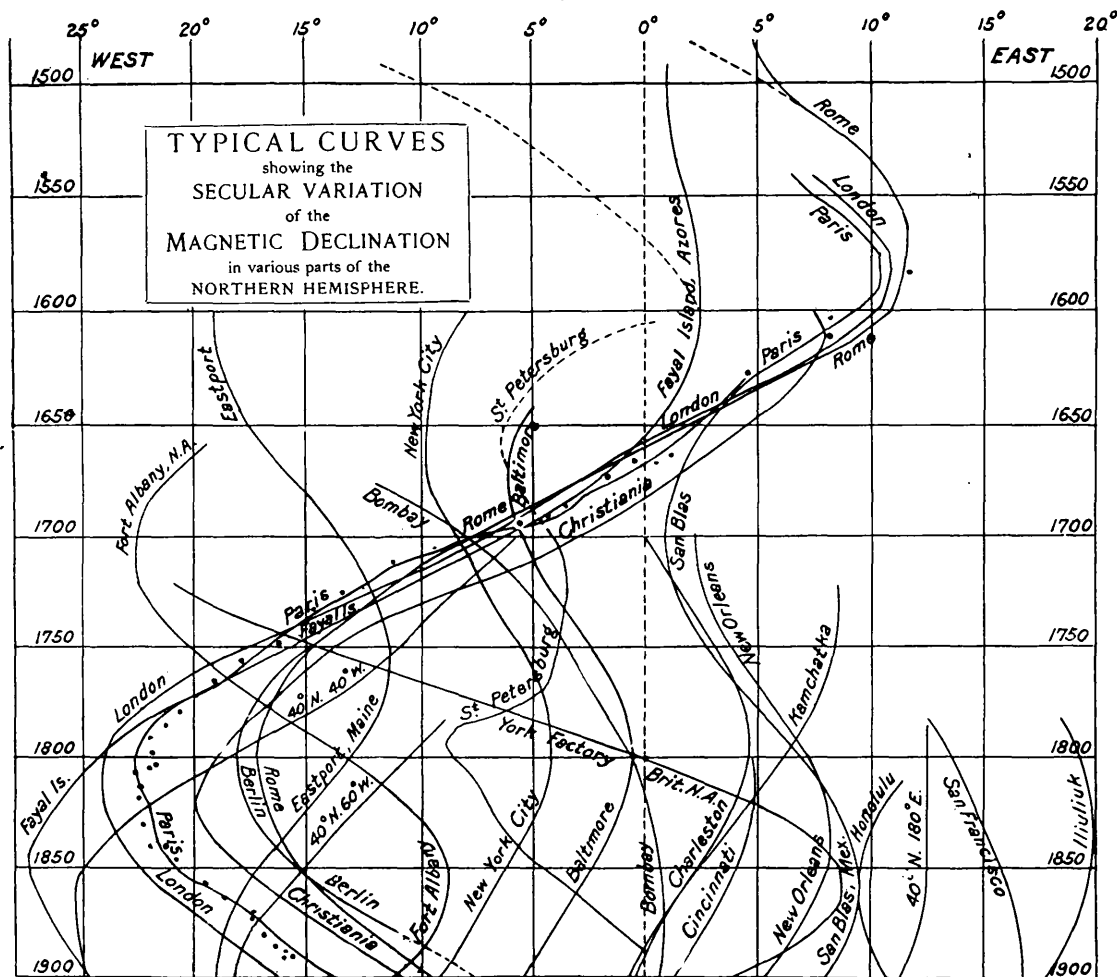 25° 20° 15° 10° 5° 0° 5° 10° 15° 20°
WEST EAST
1500 1500
TYPICAL CURVES
showing the
SECULAR VARIATION
of the
MAGNETIC DECLINATION
in various parts of the
NORTHERN HEMISPHERE.
Rome
1550 1550
London
Paris
Fayal Island, Azores
1600 1600
Eastport
New York City
St Petersburg
Paris
Rome
London
1650 1650
Fort Albany, N.A.
Baltimore
Bombay
Rome
Christiania
San Blas
1700 1700
New Orleans
Paris
Fayal Is.
1750 1750
London
40° N. 40° W.
St Petersburg
Kamchatka
York Factory
Brit. N.A.
1800 1800
Fayal Is.
Berlin
Rome
Eastport, Maine
40° N. 60° W.
Paris
New York City
Baltimore
Bombay
Charleston
Cincinnati
New Orleans
San Blas, Mex.
Honolulu
40° N. 180° E.
San Francisco
Iliuliuk
1850 1850
London
Berlin
Christiania
Fort Albany
1900 1900